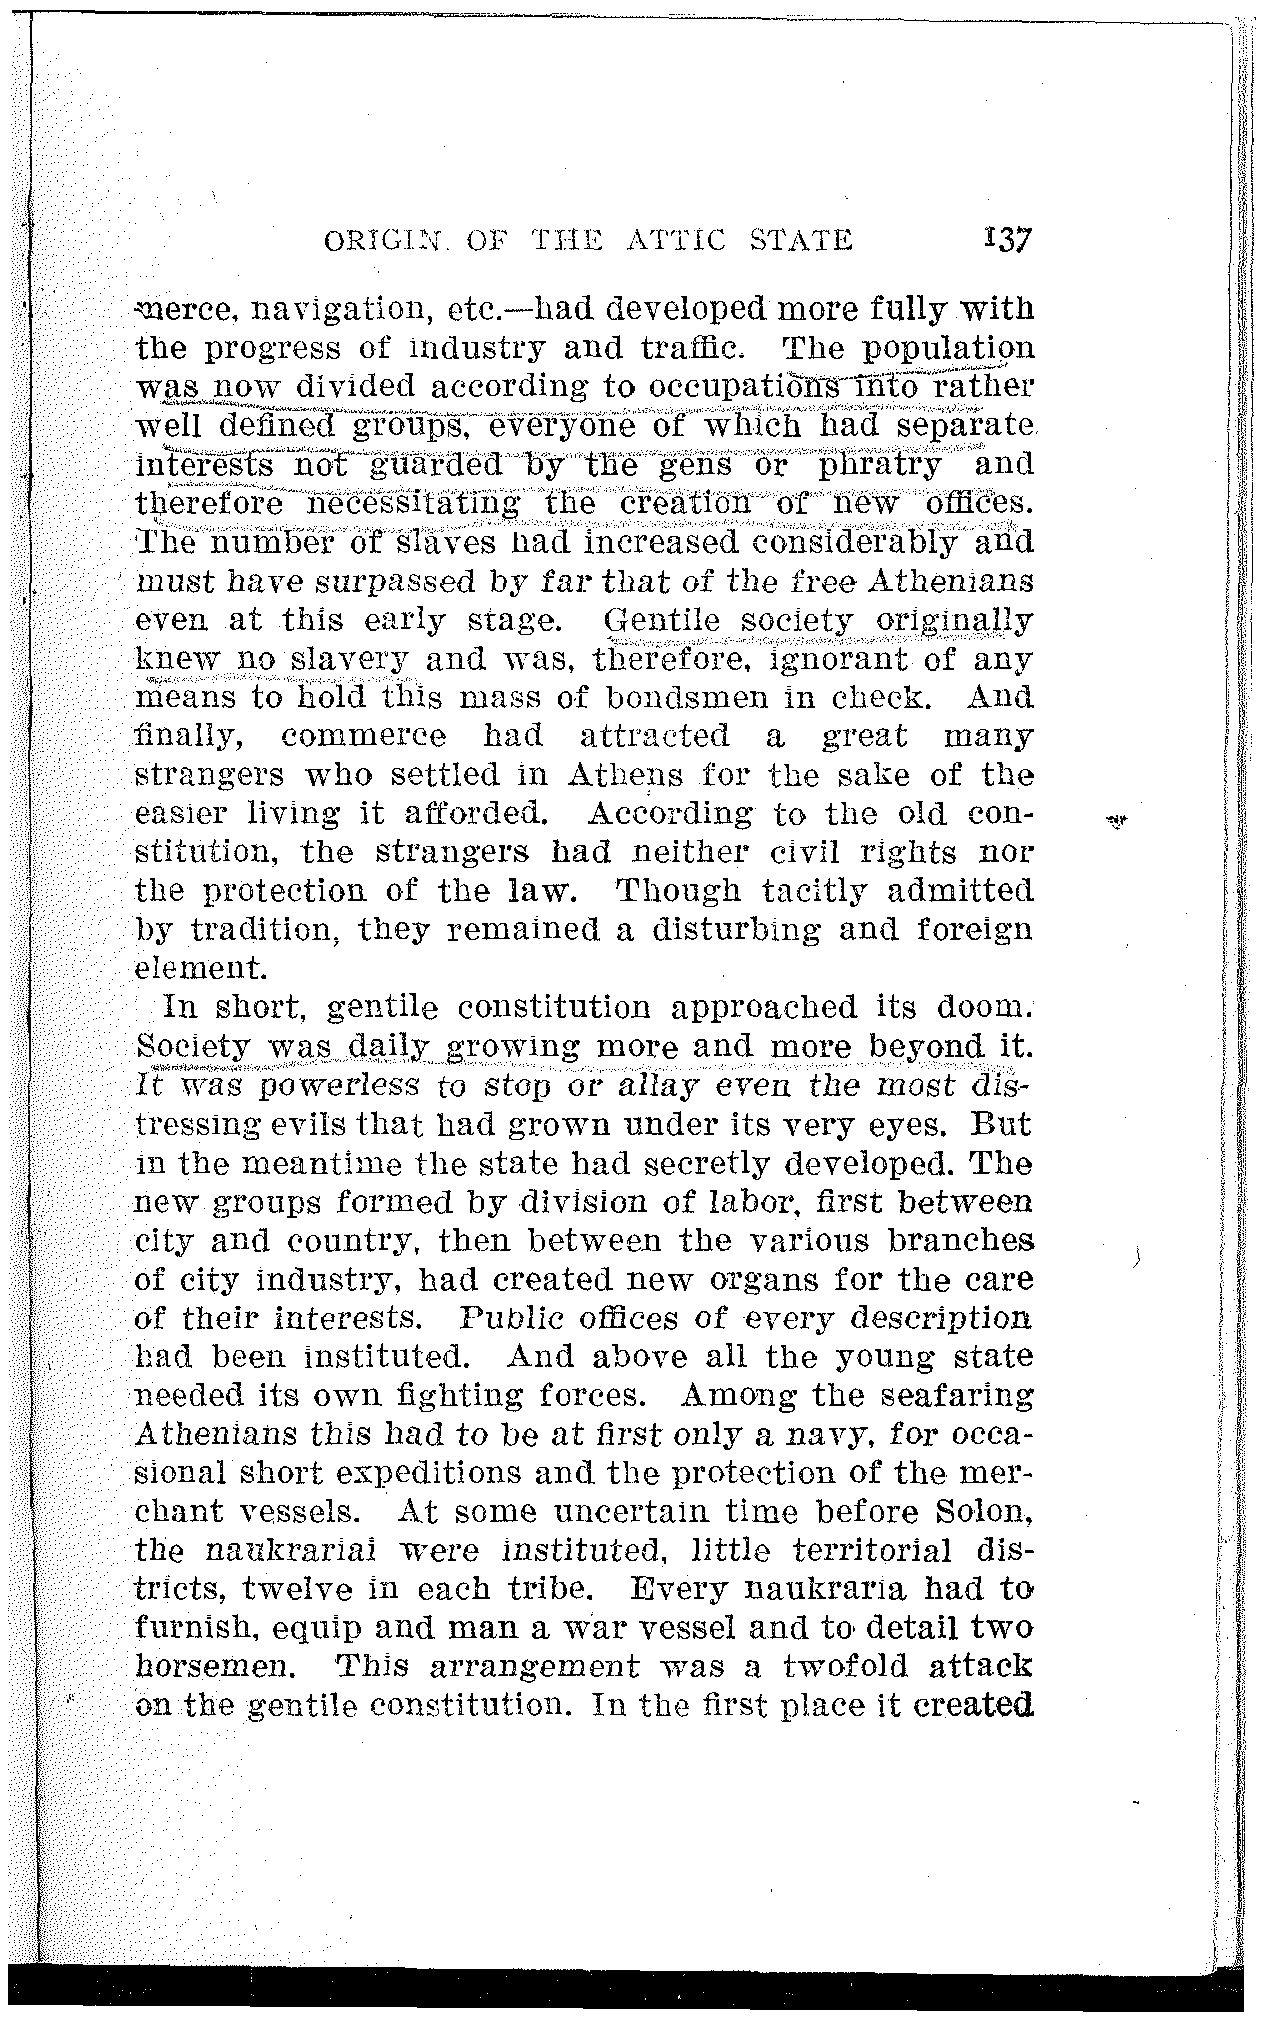 ORIGIN OF THE ATTIC STATE 137
merce, navigation, etc.—had developed more fully with
the progress of industry and traffic. The population
was now divided according to occupations into rather
well defined groups, everyone of which had separate
interests not guarded by the gens or phratry and
therefore necessitating the creation of new offices.
The number of slaves had increased considerably and
must have surpassed by far that of the free Athenians
even at this early stage. Gentile society originally
knew no slavery and was, therefore, ignorant of any
means to hold this mass of bondsmen in check. And
finally, commerce had attracted a great many
strangers who settled in Athens for the sake of the
easier living it afforded. According to the old con-
stitution, the strangers had neither civil rights nor
the protection of the law. Though tacitly admitted
by tradition, they remained a disturbing and foreign
element.
In short, gentile constitution approached its doom.
Society was daily growing more and more beyond it.
It was powerless to stop or allay even the most dis-
tressing evils that had grown under its very eyes. But
in the meantime the state had secretly developed. The
new groups formed by division of labor, first between
city and country, then between the various branches
of city industry, had created new organs for the care
of their interests. Public offices of every description
had been instituted. And above all the young state
needed its own fighting forces. Among the seafaring
Athenians this had to be at first only a navy, for occa-
sional short expeditions and the protection of the mer-
chant vessels. At some uncertain time before Solon,
the naukrariai were instituted, little territorial dis-
tricts, twelve in each tribe. Every naukraria had to
furnish, equip and man a war vessel and to detail two
horsemen. This arrangement was a twofold attack
on the gentile constitution. In the first place it created